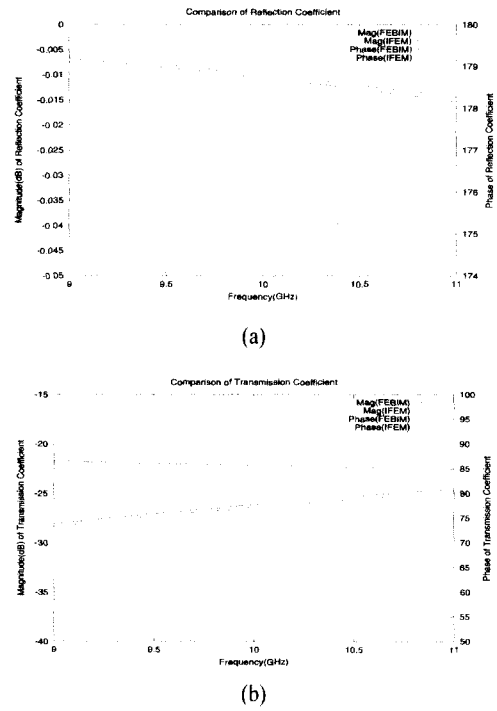 Comparison of Reflection Coefficient
Mag(FEBIM)
Mag(IFEM)
Phase(FEBIM)
Phase(IFEM)
Magnitude(dB) of Reflection Coefficient
0
-0.005
-0.01
-0.015
-0.02
-0.025
-0.03
-0.035
-0.04
-0.045
-0.05
180
179
178
177
176
175
174
Phase of Reflection Coefficient
9
9.5
10
10.5
11
Frequency(GHz)
(a)
Comparison of Transmission Coefficient
Mag(FEBIM)
Mag(IFEM)
Phase(FEBIM)
Phase(IFEM)
Magnitude(dB) of Transmission Coefficient
-15
-20
-25
-30
-35
-40
100
95
90
85
80
75
70
65
60
55
50
Phase of Transmission Coefficient
9
9.5
10
10.5
11
Frequency(GHz)
(b)